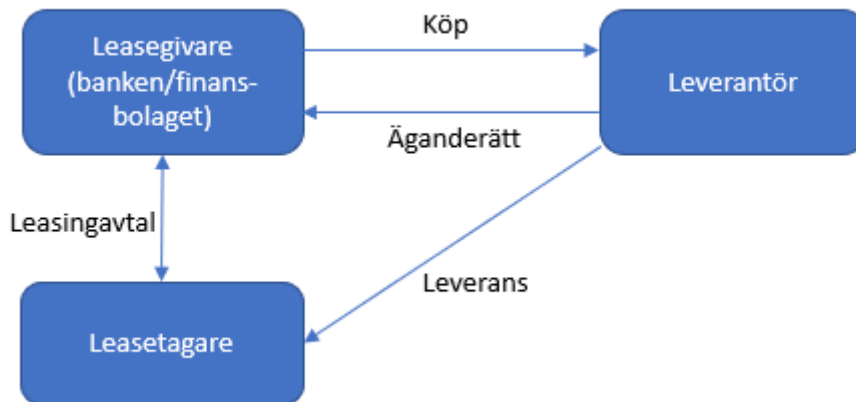 Köp
Leasegivare
(banken/finans-
bolaget)
Leverantör
Äganderätt
Leasingavtal
Leverans
Leasetagare